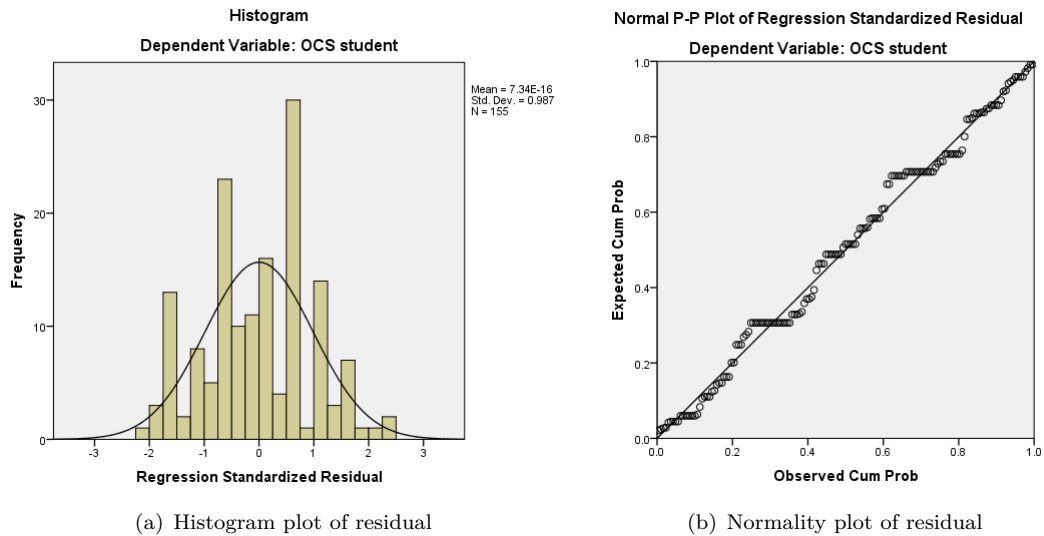 Histogram
Dependent Variable: OCS student
Mean = 7.34E-16
Std. Dev. = 0.987
N = 155
30
20
10
0
Frequency
-3 -2 -1 0 1 2 3
Regression Standardized Residual
(a) Histogram plot of residual
Normal P-P Plot of Regression Standardized Residual
Dependent Variable: OCS student
1.0
0.8
0.6
0.4
0.2
0.0
Expected Cum Prob
0.0 0.2 0.4 0.6 0.8 1.0
Observed Cum Prob
(b) Normality plot of residual